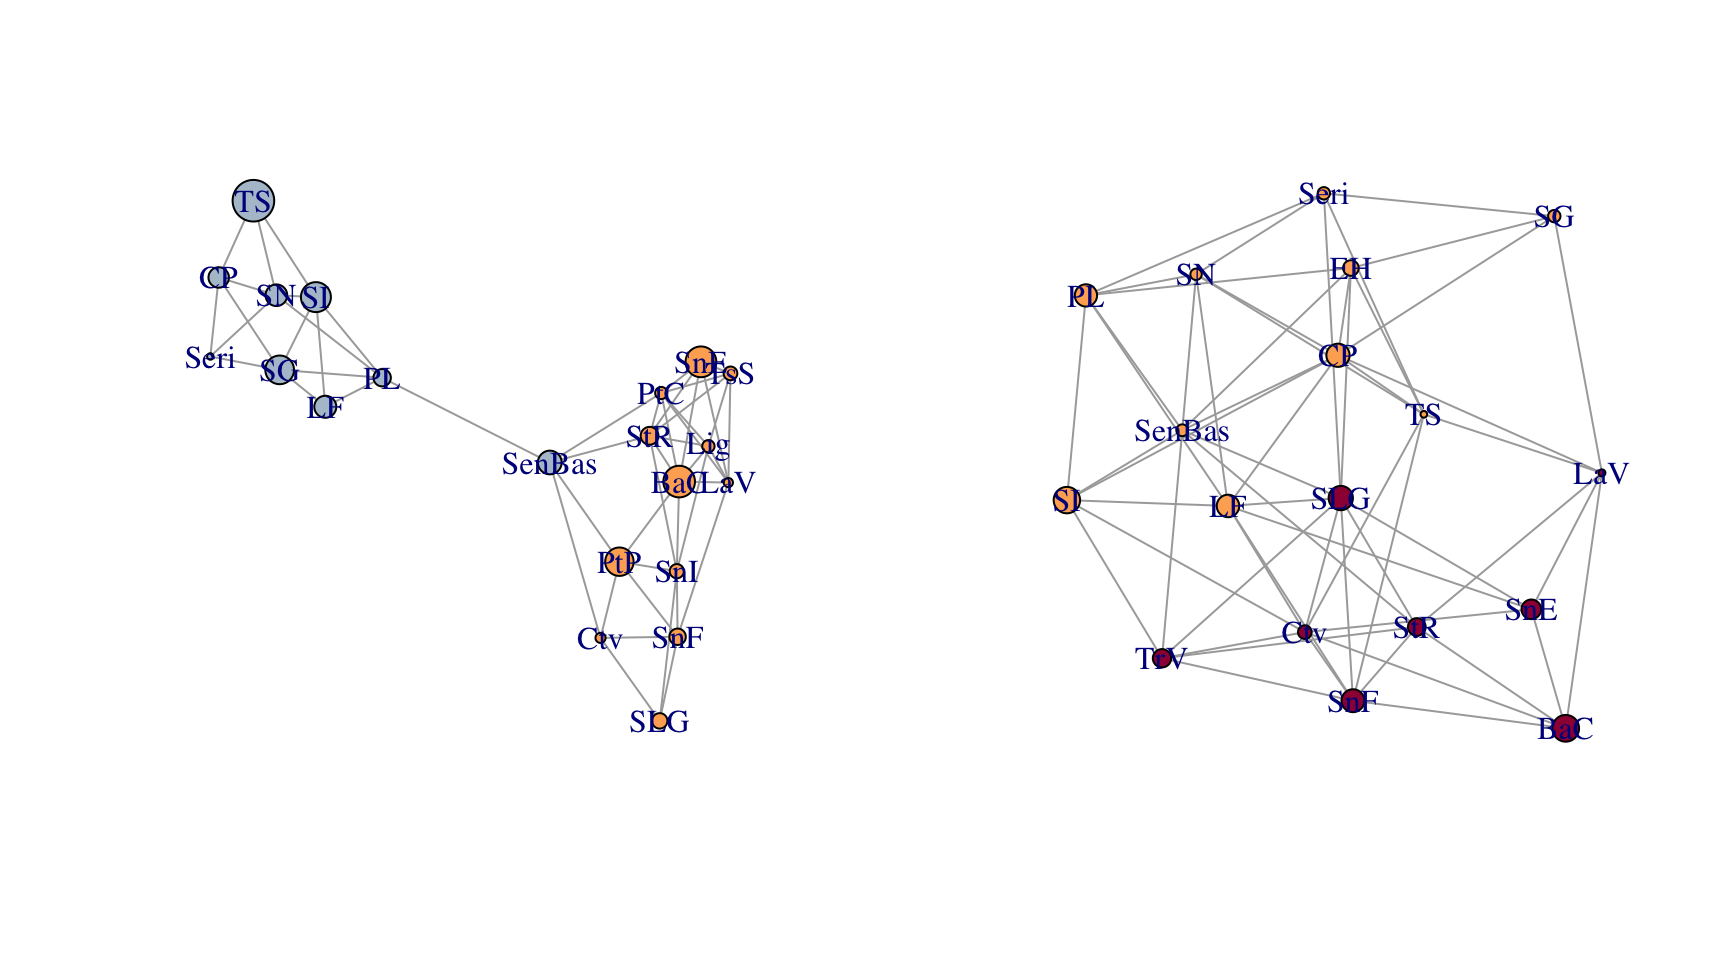 TS
CP
SN
SI
Seri
SG
PL
LF
SenBas
SnE
TsS
PtC
StR
Lig
BaC
LaV
PtP
SnI
Ctv
SnF
SLG
Seri
SG
SN
EH
PL
CP
TS
SenBas
LaV
SI
LF
SLG
SnE
Ctv
StR
TrV
SnF
BaC